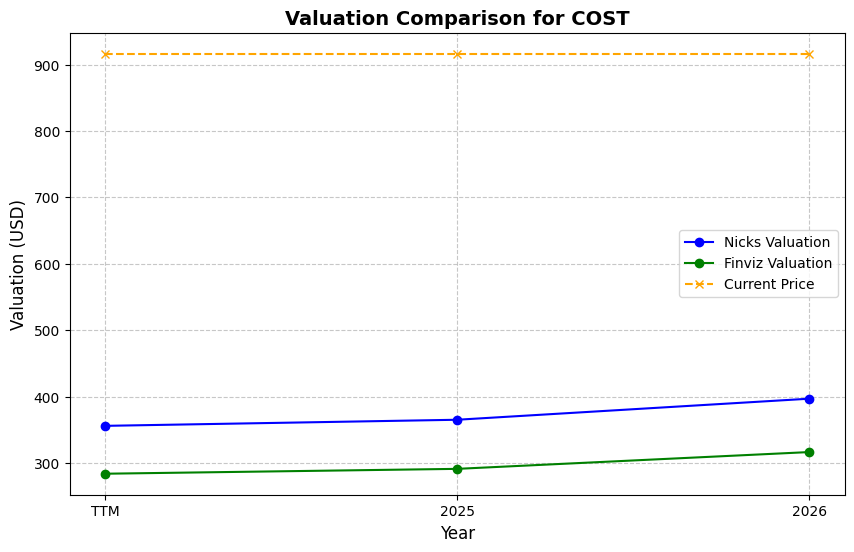 Valuation Comparison for COST
Valuation (USD)
900
800
700
600
500
400
300
Nicks Valuation
Finviz Valuation
Current Price
TTM
2025
2026
Year